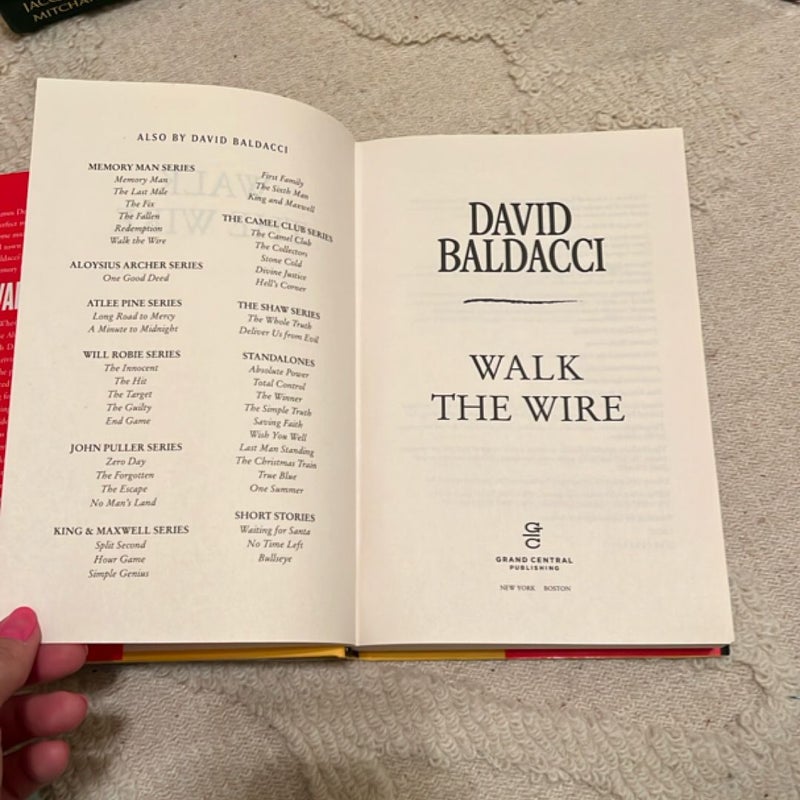 JACQ
MITCHA
ALSO BY DAVID BALDACCI
MEMORY MAN SERIES
Memory Man
The Last Mile
The Fix
The Fallen
Redemption
Walk the Wire
ALOYSIUS ARCHER SERIES
One Good Deed
ATLEE PINE SERIES
Long Road to Mercy
A Minute to Midnight
WILL ROBIE SERIES
The Innocent
The Hit
The Target
The Guilty
End Game
JOHN PULLER SERIES
Zero Day
The Forgotten
The Escape
No Man's Land
KING & MAXWELL SERIES
Split Second
Hour Game
Simple Genius
First Family
The Sixth Man
King and Maxwell
THE CAMEL CLUB SERIES
The Camel Club
The Collectors
Stone Cold
Divine Justice
Hell's Corner
THE SHAW SERIES
The Whole Truth
Deliver Us from Evil
STANDALONES
Absolute Power
Total Control
The Winner
The Simple Truth
Saving Faith
Wish You Well
Last Man Standing
The Christmas Train
True Blue
One Summer
SHORT STORIES
Waiting for Santa
No Time Left
Bullseye
DAVID
BALDACCI
WALK
THE WIRE
GRAND CENTRAL
PUBLISHING
NEW YORK BOSTON